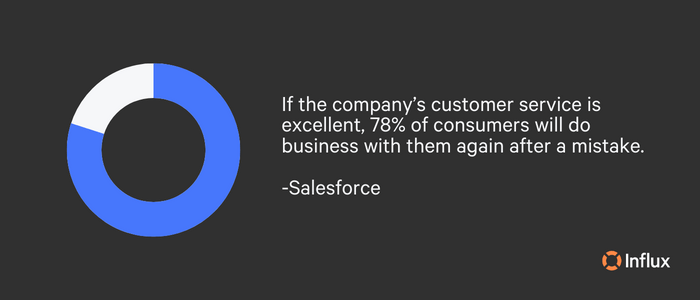 If the company’s customer service is
excellent, 78% of consumers will do
business with them again after a mistake.
-Salesforce
Influx